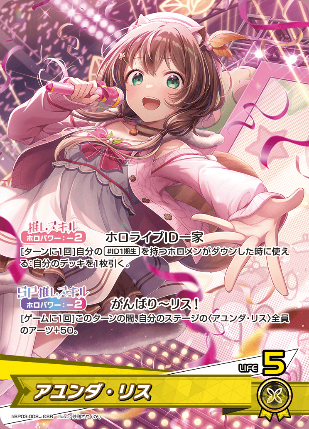 推しスキル
ホロパワー:-2
ホロライブID一家
[ターンに1回]自分の#ID1期生を持つホロメンがダウンした時に使え
る:自分のデッキを1枚引く。
SP推しスキル
ホロパワー:-2
がんばり〜リス!
[ゲームに1回]このターンの間、自分のステージの〈アユンダ・リス〉全員
のアーツ+50。
LIFE 5
アユンダ・リス